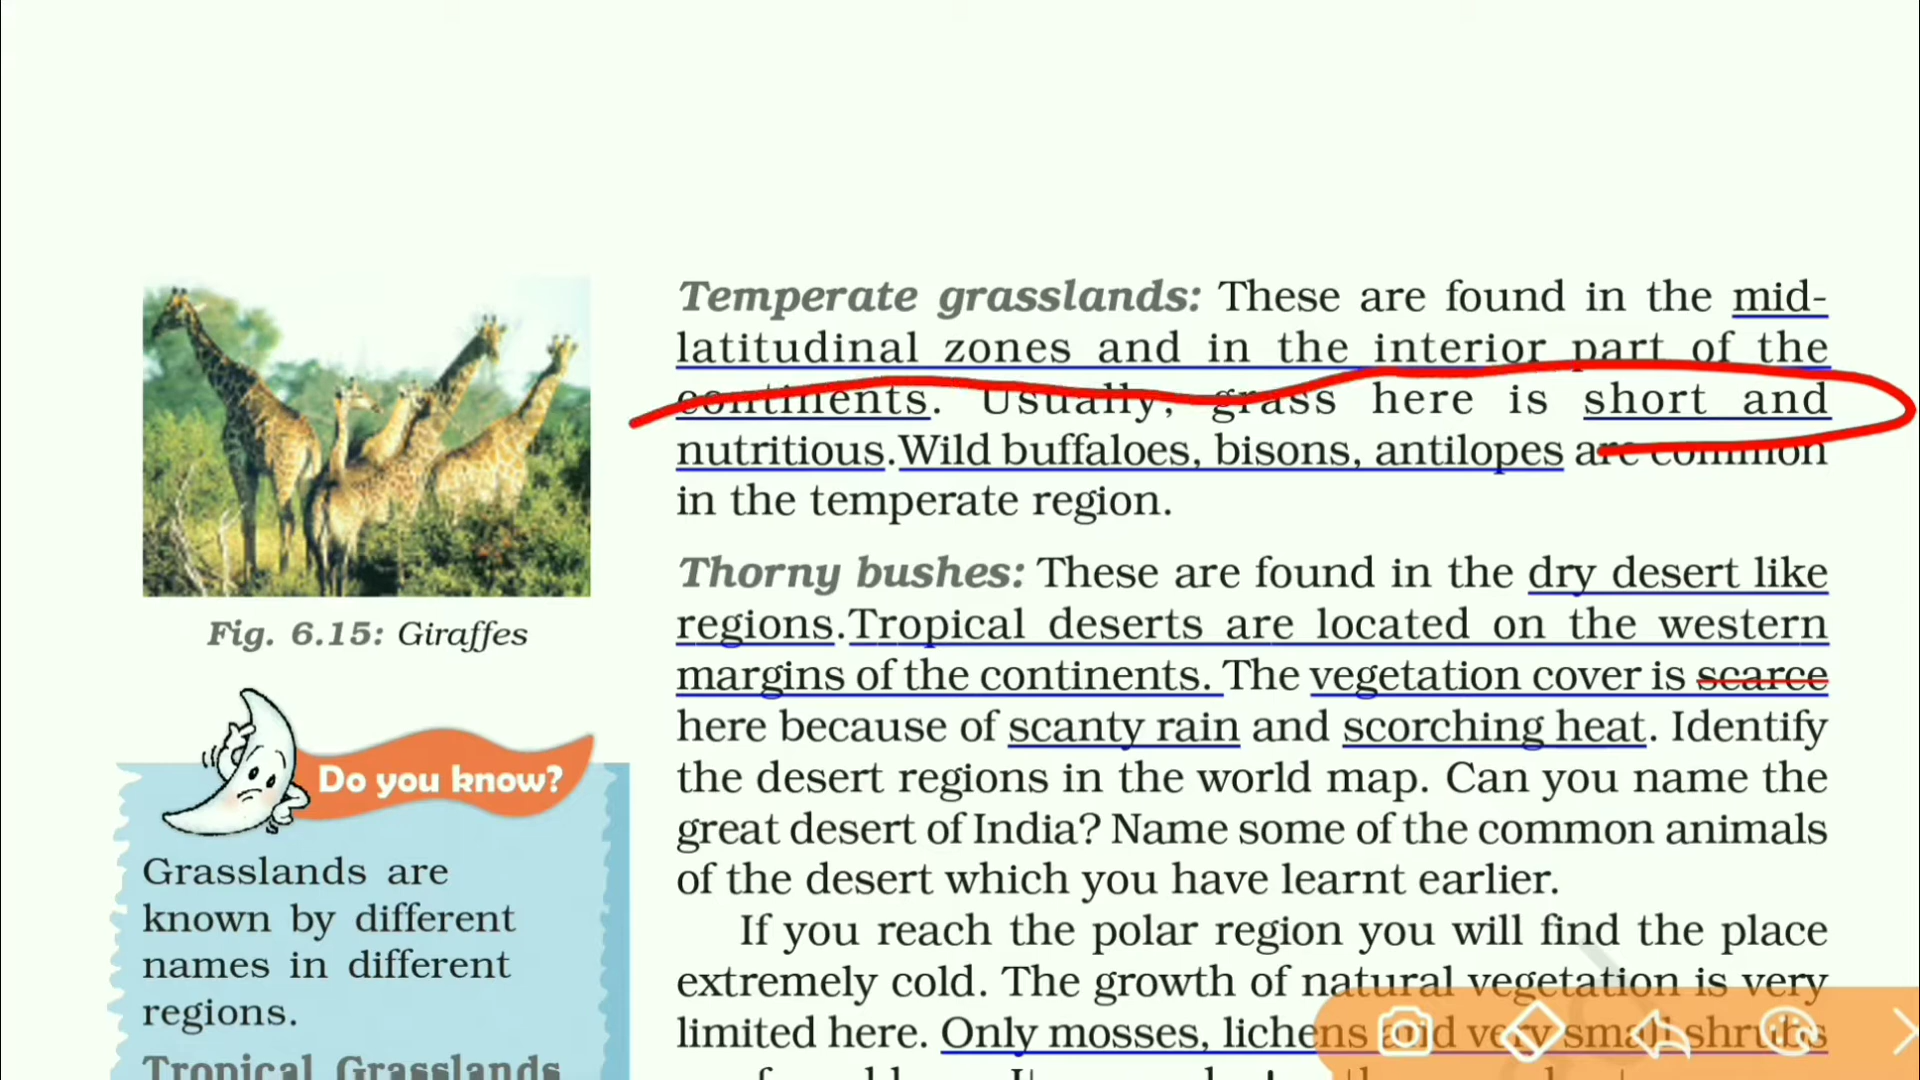 Temperate grasslands: These are found in the mid-
latitudinal zones and in the interior part of the
continents. Usually, grass here is short and
nutritious.Wild buffaloes, bisons, antilopes are common
in the temperate region.
Fig. 6.15: Giraffes
Thorny bushes: These are found in the dry desert like
regions.Tropical deserts are located on the western
margins of the continents. The vegetation cover is scarce
here because of scanty rain and scorching heat. Identify
the desert regions in the world map. Can you name the
great desert of India? Name some of the common animals
of the desert which you have learnt earlier.
If you reach the polar region you will find the place
extremely cold. The growth of natural vegetation is very
limited here. Only mosses, lichens and very small shrubs
Do you know?
Grasslands are
known by different
names in different
regions.
Tropical Grasslands